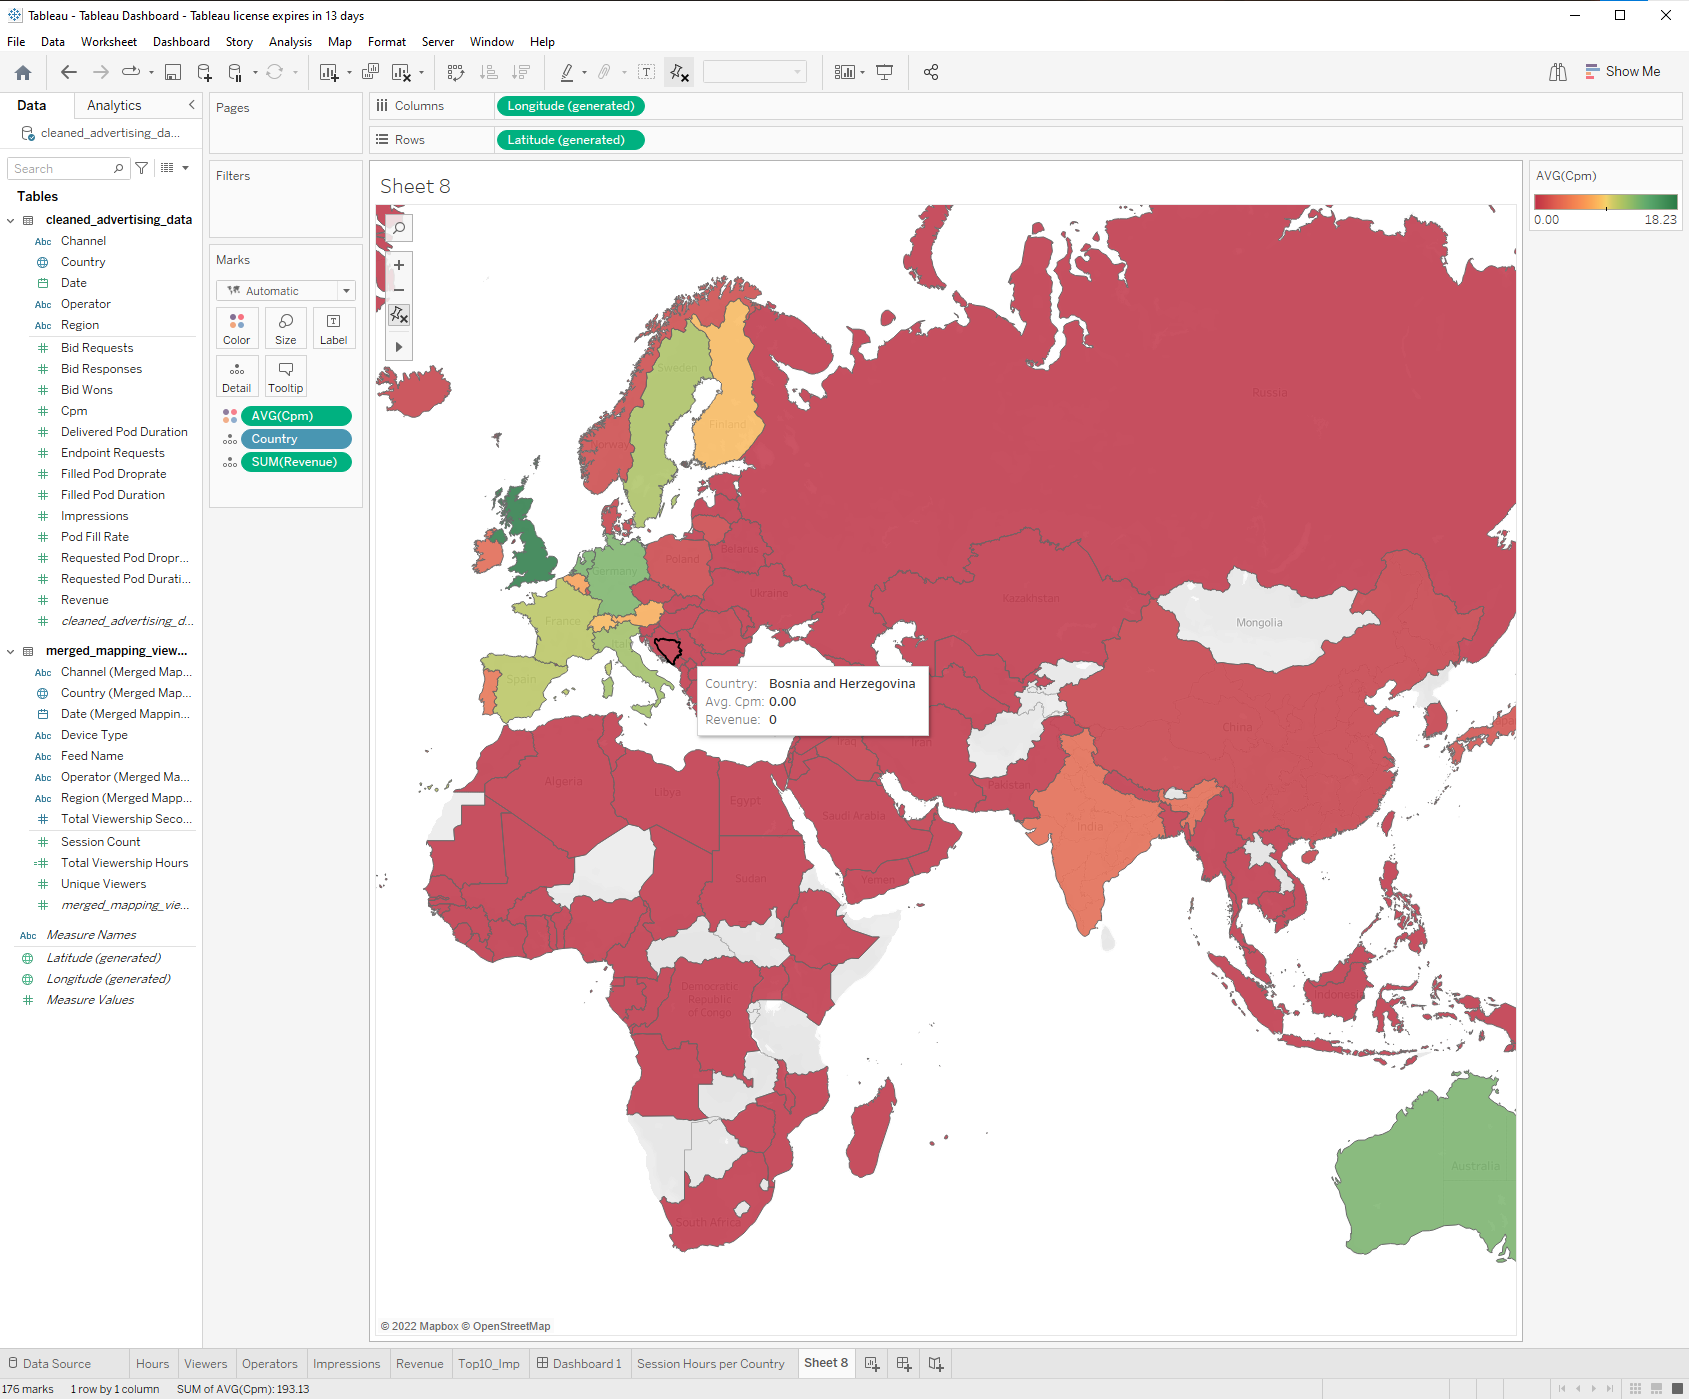 Tableau - Tableau Dashboard - Tableau license expires in 13 days
File Data Worksheet Dashboard Story Analysis Map Format Server Window Help
Show Me
Data Analytics
cleaned_advertising_da...
Search
Tables
cleaned_advertising_data
Abc Channel
Country
Date
Abc Operator
Abc Region
Bid Requests
Bid Responses
Bid Wons
Cpm
Delivered Pod Duration
Endpoint Requests
Filled Pod Droprate
Filled Pod Duration
Impressions
Pod Fill Rate
Requested Pod Dropr...
Requested Pod Durati...
Revenue
cleaned_advertising_d...
merged_mapping_view...
Abc Channel (Merged Map...
Country (Merged Map...
Date (Merged Mappin...
Abc Device Type
Abc Feed Name
Abc Operator (Merged Ma...
Abc Region (Merged Mapp...
Total Viewership Seco...
Session Count
Total Viewership Hours
Unique Viewers
merged_mapping_vie...
Abc Measure Names
Latitude (generated)
Longitude (generated)
Measure Values
Pages
Filters
Marks
Automatic
Color Size Label
Detail Tooltip
AVG(Cpm)
Country
SUM(Revenue)
Columns Longitude (generated)
Rows Latitude (generated)
Sheet 8
Russia
Sweden
Finland
Norway
Belarus
Poland
Germany
Ukraine
Kazakhstan
France
Mongolia
Spain
Country: Bosnia and Herzegovina
Avg. Cpm: 0.00
Revenue: 0
China
Iraq
Iran
Algeria
Libya
Egypt
Pakistan
Saudi Arabia
India
Sudan
Yemen
Democratic
Republic
of Congo
Indonesia
Australia
South Africa
© 2022 Mapbox © OpenStreetMap
AVG(Cpm)
0.00 18.23
Data Source Hours Viewers Operators Impressions Revenue Top10_Imp Dashboard 1 Session Hours per Country Sheet 8
176 marks 1 row by 1 column SUM of AVG(Cpm): 193.13